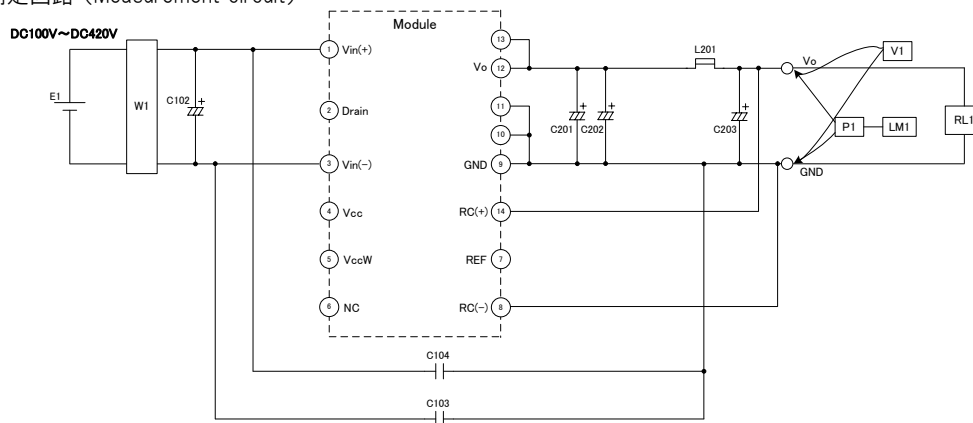 測定回路 (Measurement circuit)
DC100V～DC420V
Module
E1
W1
C102
+
1 Vin(+)
2 Drain
3 Vin(-)
4 Vcc
5 VccW
6 NC
13
Vo 12
11
10
GND 9
RC(+) 14
REF 7
RC(-) 8
+
C201
+
C202
L201
+
C203
Vo
GND
V1
P1
LM1
RL1
C104
C103